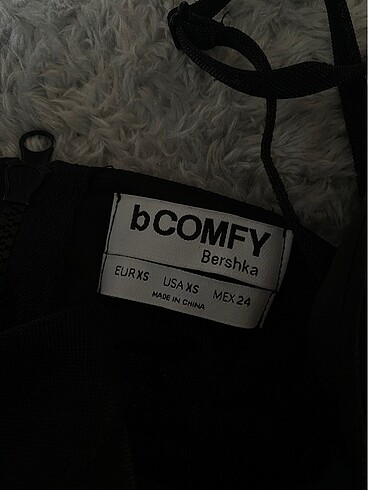 bCOMFY
Bershka
EUR XS USA XS MEX 24
MADE IN CHINA